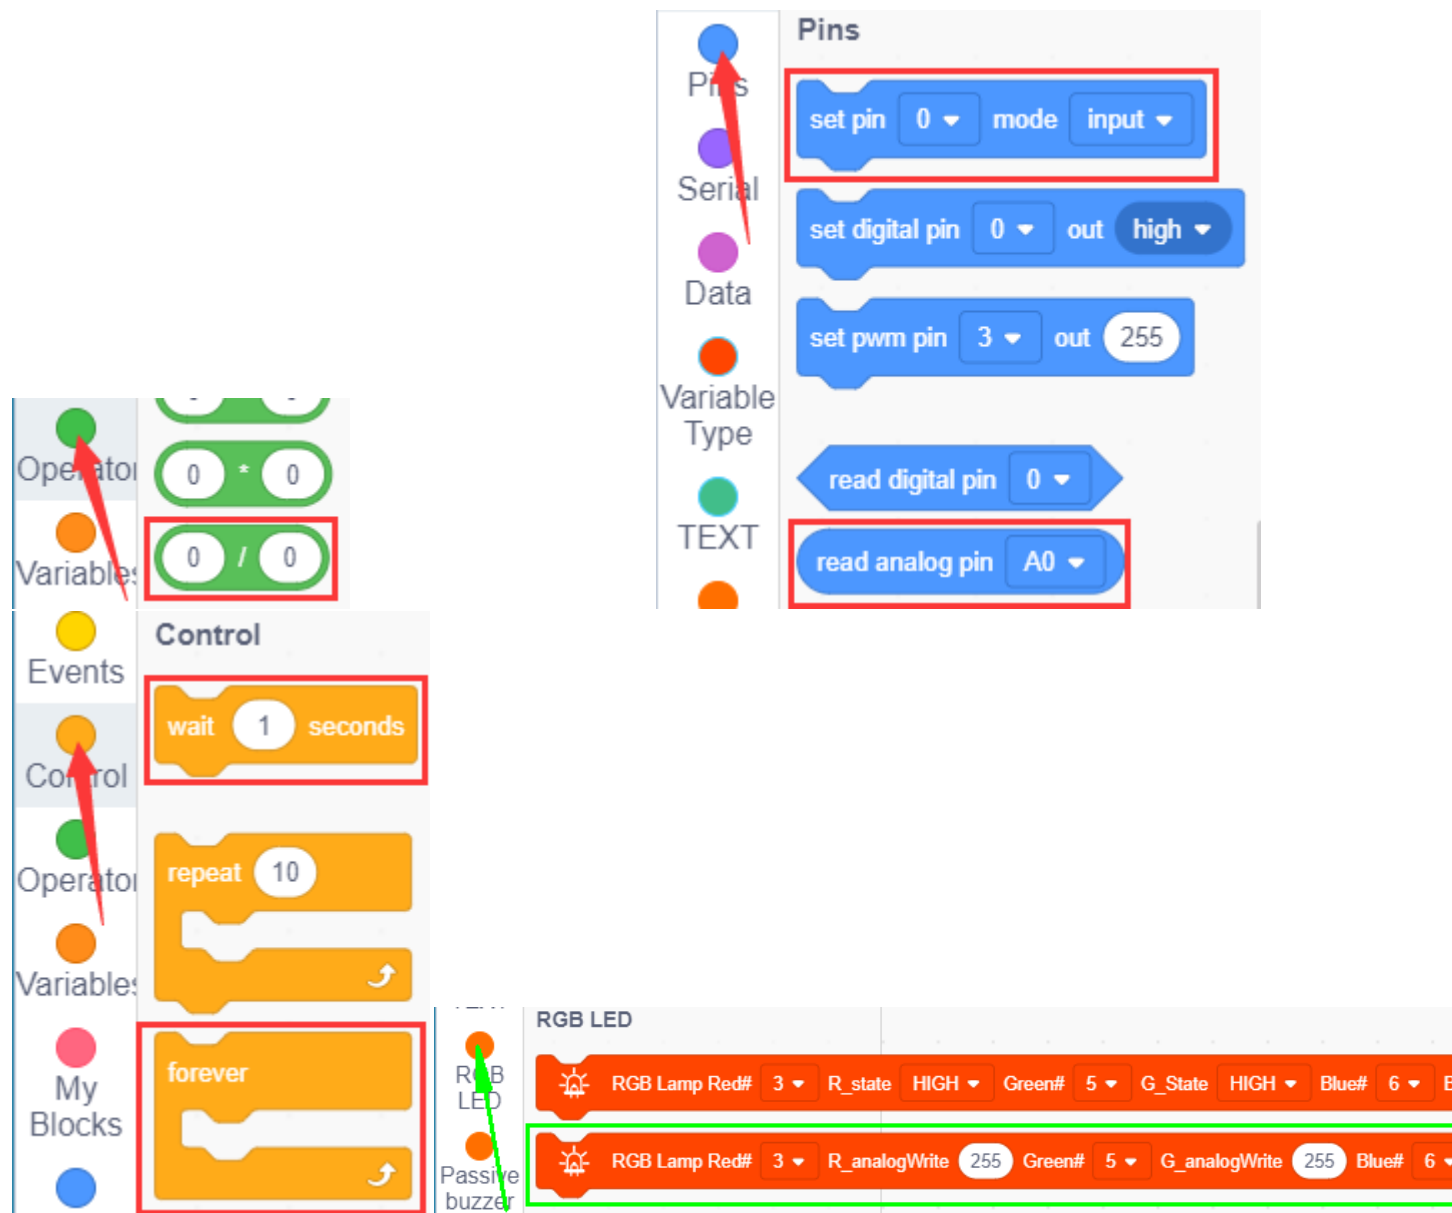 Pins
Serial
Data
Variable
Type
TEXT
Pins
set pin 0 mode input
set digital pin 0 out high
set pwm pin 3 out 255
read digital pin 0
read analog pin A0
Operator
Variables
0 * 0
0 / 0
Events
Control
Operator
Variables
My
Blocks
Control
wait 1 seconds
repeat 10
forever
RGB
LED
Passive
buzzer
RGB LED
RGB Lamp Red# 3 R_state HIGH Green# 5 G_State HIGH Blue# 6
RGB Lamp Red# 3 R_analogWrite 255 Green# 5 G_analogWrite 255 Blue# 6